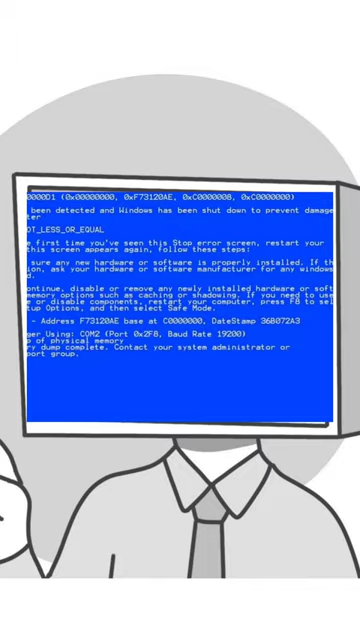 0000D1 (0x00000000, 0xF73120AE, 0xC0000008, 0xC0000000)
been detected and Windows has been shut down to prevent damage
ter
OT_LESS_OR_EQUAL
e first time you've seen this Stop error screen, restart your
this screen appears again, follow these steps:
sure any new hardware or software is properly installed. If th
ion, ask your hardware or software manufacturer for any windows
d.
ontinue, disable or remove any newly installed hardware or soft
memory options such as caching or shadowing. If you need to use
e or disable components, restart your computer, press F8 to sel
tup Options, and then select Safe Mode.
- Address F73120AE base at C0000000, DateStamp 36B072A3
ger Using: COM2 (Port 0x2F8, Baud Rate 19200)
p of physical memory
ry dump complete. Contact your system administrator or
port group.